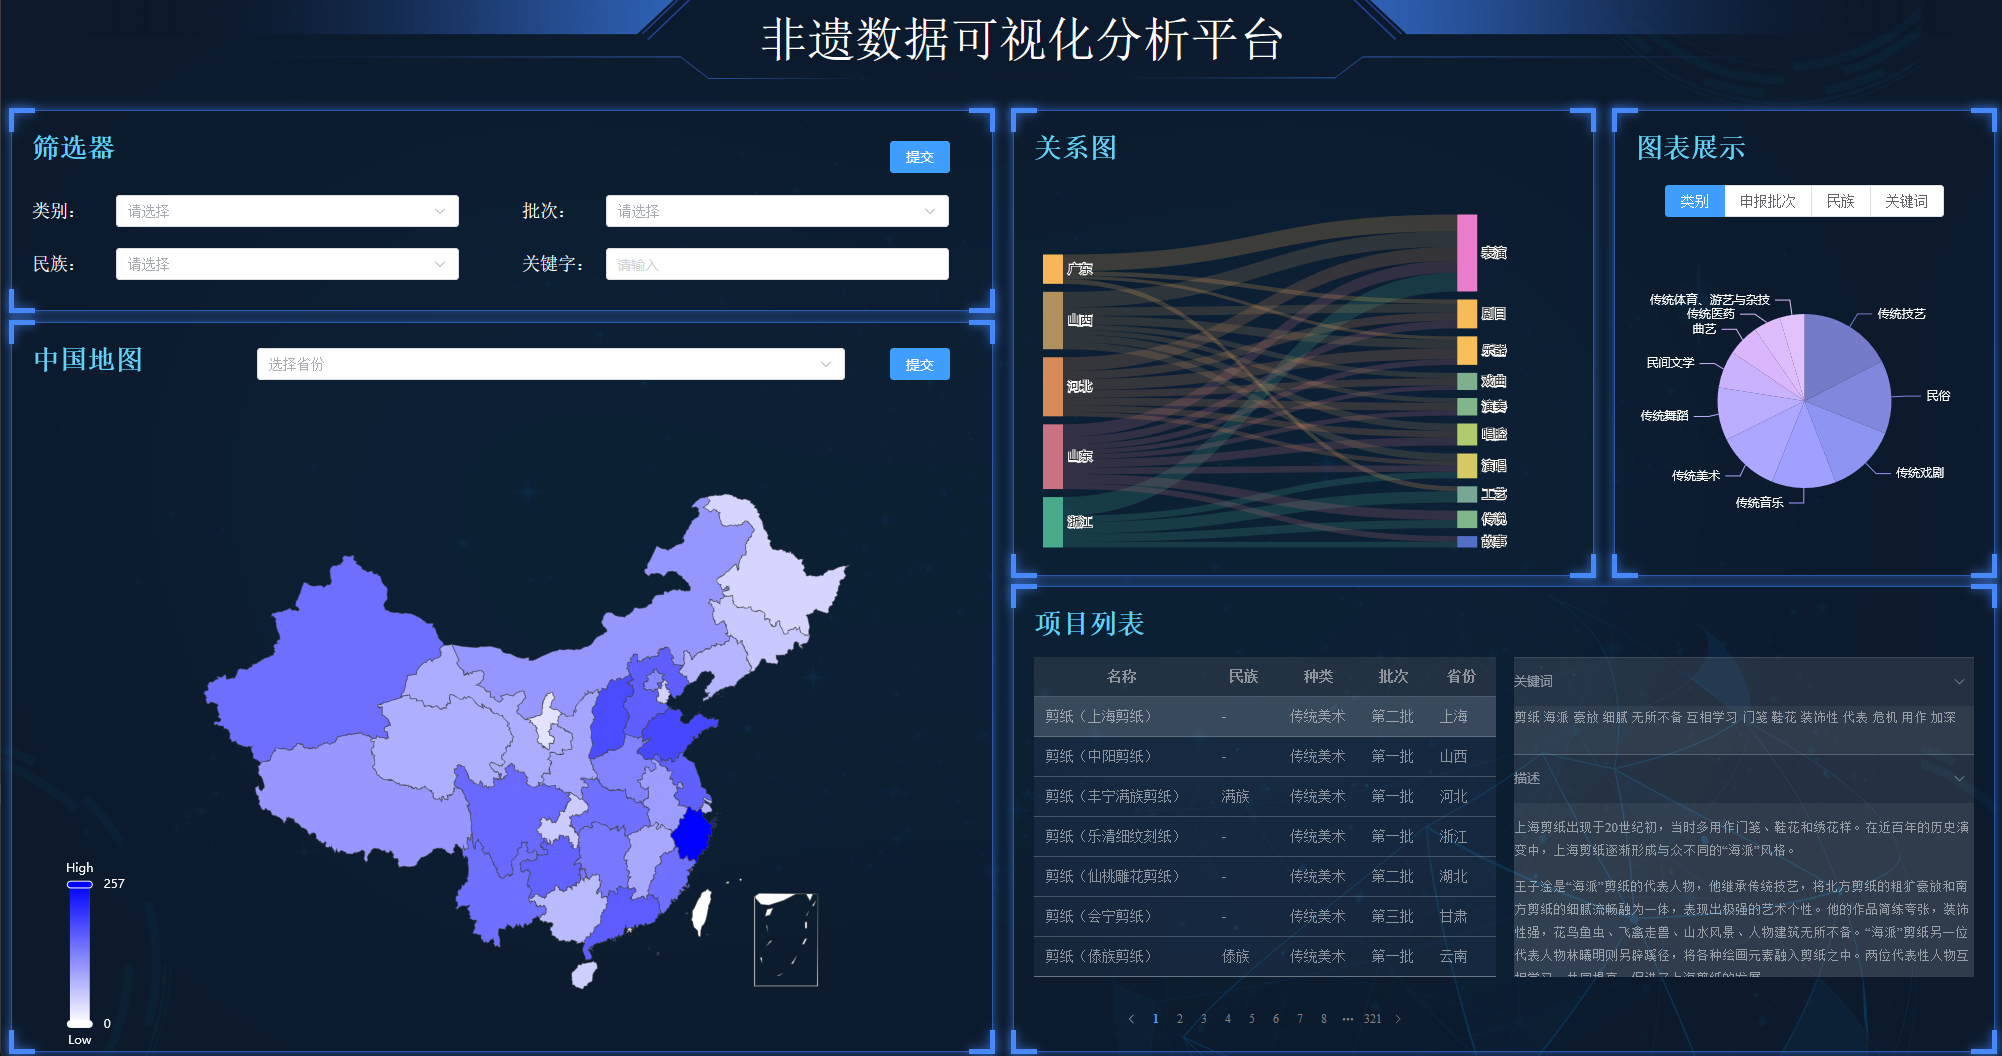 非遗数据可视化分析平台
筛选器
提交
类别： 请选择 批次： 请选择
民族： 请选择 关键字： 请输入
中国地图 选择省份 提交
High
257
0
Low
关系图
广东
山西
河北
山东
浙江
表演
剧目
乐器
戏曲
演奏
唱腔
演唱
工艺
传说
故事
图表展示
类别 申报批次 民族 关键词
传统体育、游艺与杂技
传统医药
曲艺
民间文学
传统舞蹈
传统美术
传统音乐
传统技艺
民俗
传统戏剧
项目列表
名称 民族 种类 批次 省份
剪纸（上海剪纸） - 传统美术 第二批 上海
剪纸（中阳剪纸） - 传统美术 第一批 山西
剪纸（丰宁满族剪纸） 满族 传统美术 第一批 河北
剪纸（乐清细纹刻纸） - 传统美术 第一批 浙江
剪纸（仙桃雕花剪纸） - 传统美术 第二批 湖北
剪纸（会宁剪纸） - 传统美术 第三批 甘肃
剪纸（傣族剪纸） 傣族 传统美术 第一批 云南
1 2 3 4 5 6 7 8 ••• 321
关键词
剪纸 海派 豪放 细腻 无所不备 互相学习 门笺 鞋花 装饰性 代表 危机 用作 加深
描述
上海剪纸出现于20世纪初，当时多用作门笺、鞋花和绣花样。在近百年的历史演
变中，上海剪纸逐渐形成与众不同的“海派”风格。
王子淦是“海派”剪纸的代表人物，他继承传统技艺，将北方剪纸的粗犷豪放和南
方剪纸的细腻流畅融为一体，表现出极强的艺术个性。他的作品简练夸张，装饰
性强，花鸟鱼虫、飞禽走兽、山水风景、人物建筑无所不备。“海派”剪纸另一位
代表人物林曦明则另辟蹊径，将各种绘画元素融入剪纸之中。两位代表性人物互
相学习、共同提高，促进了上海剪纸的发展。